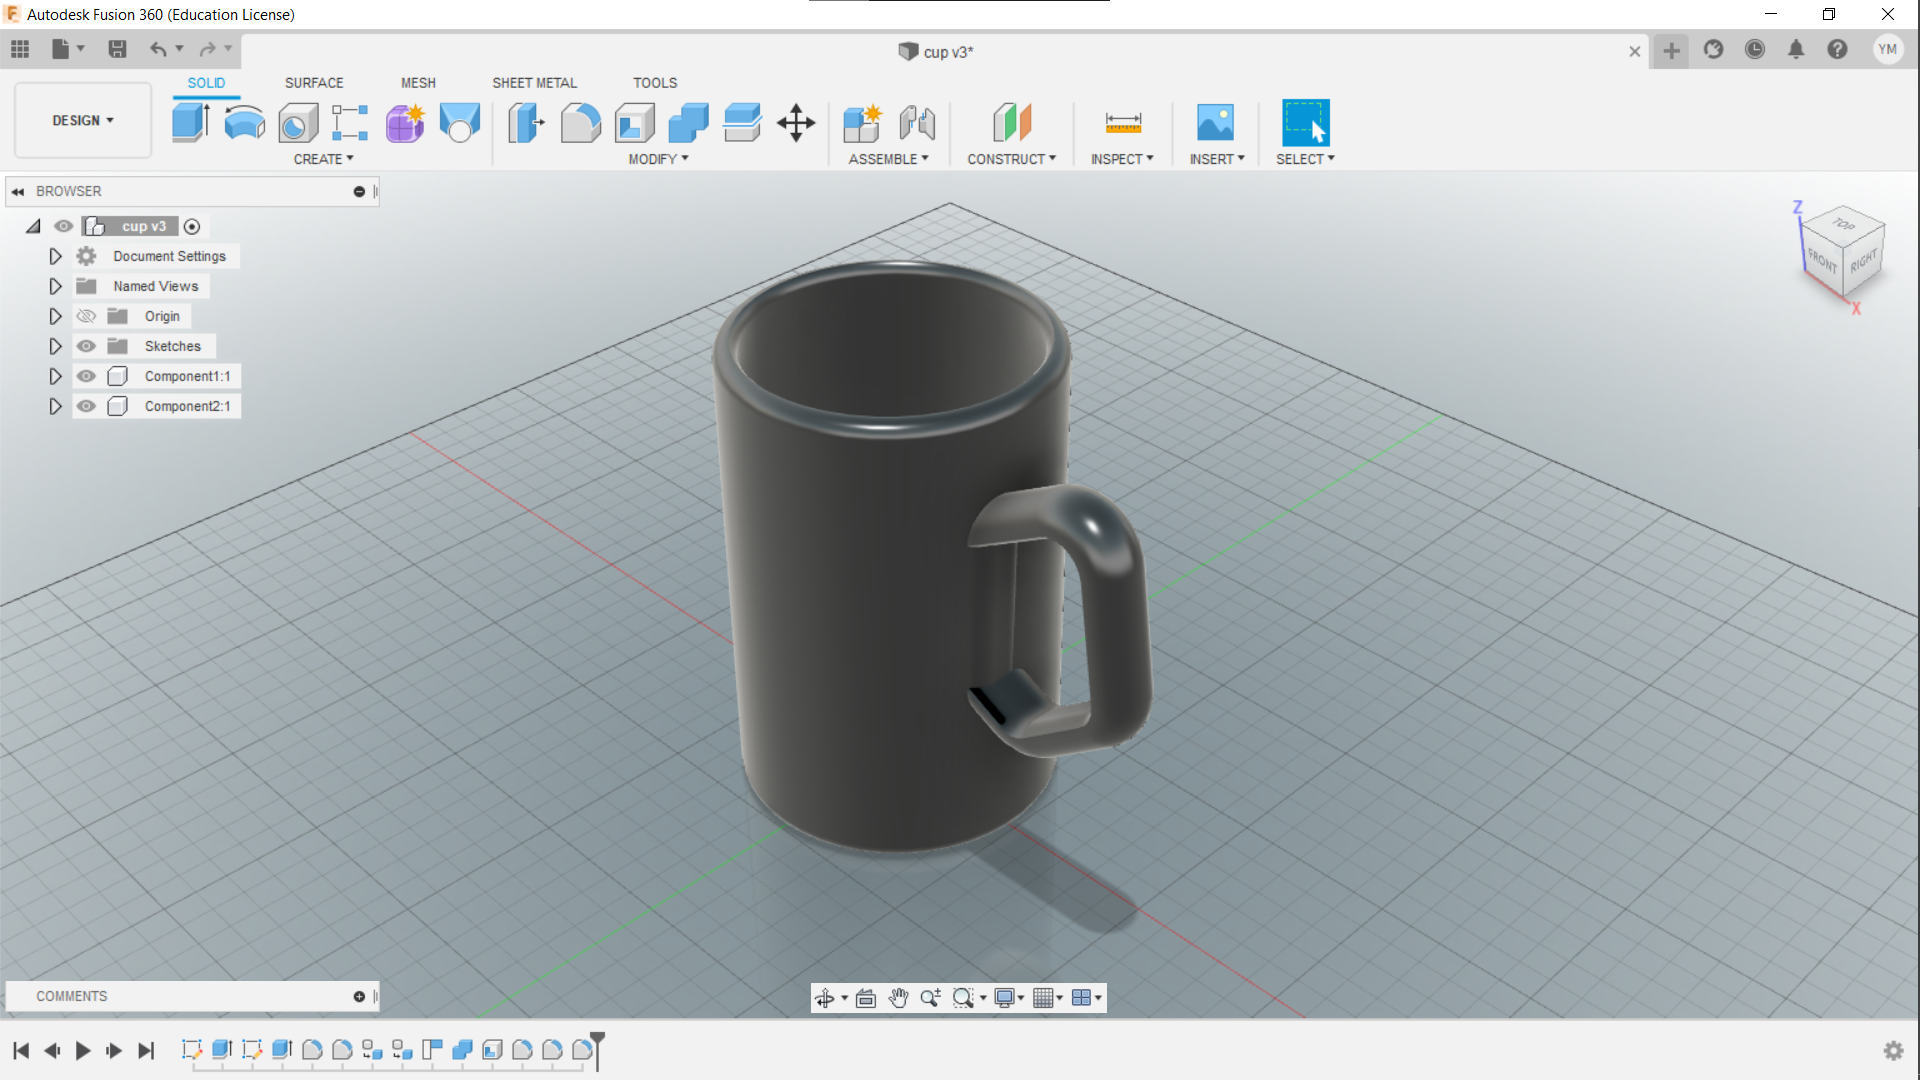 Autodesk Fusion 360 (Education License)
cup v3*
YM
DESIGN
SOLID SURFACE MESH SHEET METAL TOOLS
CREATE MODIFY ASSEMBLE CONSTRUCT INSPECT INSERT SELECT
BROWSER
cup v3
Document Settings
Named Views
Origin
Sketches
Component1:1
Component2:1
Z
TOP
FRONT
RIGHT
X
COMMENTS